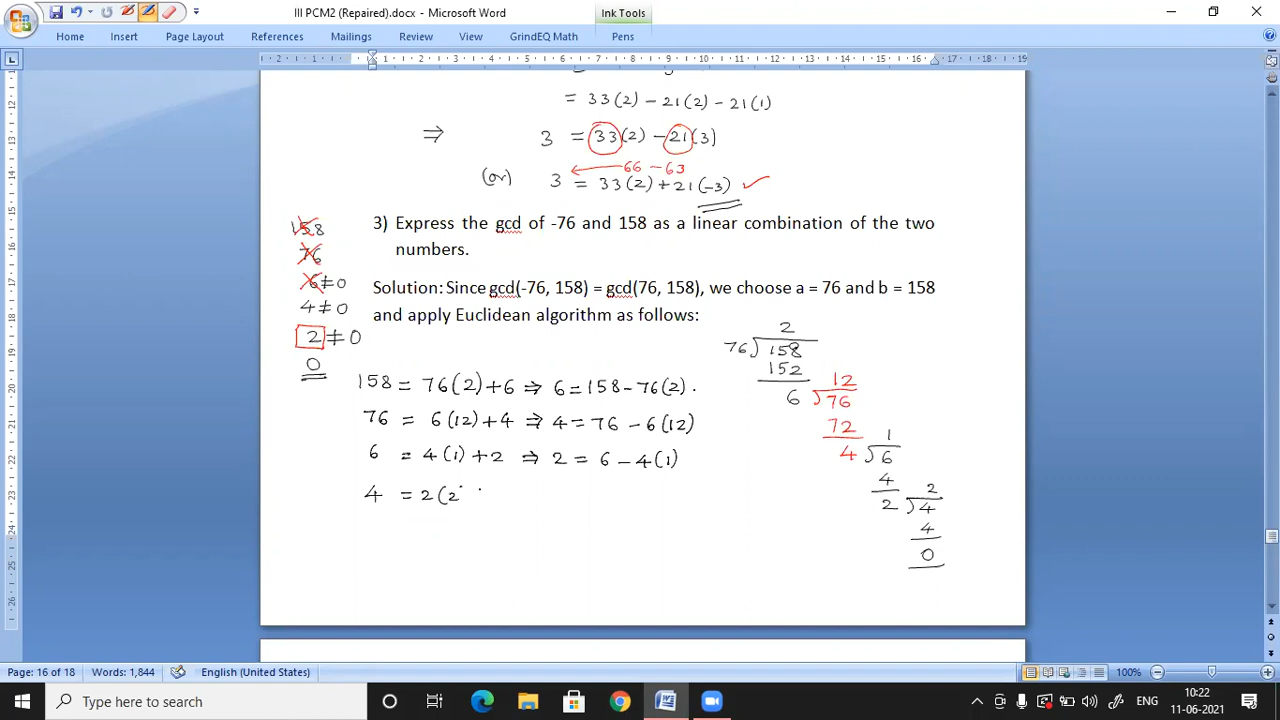 III PCM2 (Repaired).docx - Microsoft Word
Ink Tools
Home Insert Page Layout References Mailings Review View GrindEQ Math Pens
= 33(2) - 21(2) - 21(1)
⇒ 3 = 33(2) - 21(3)
66 - 63
(or) 3 = 33(2) + 21(-3) ✓
3) Express the gcd of -76 and 158 as a linear combination of the two
numbers.
158
76
6 ≠ 0
4 ≠ 0
2 ≠ 0
0
Solution: Since gcd(-76, 158) = gcd(76, 158), we choose a = 76 and b = 158
and apply Euclidean algorithm as follows:
158 = 76(2) + 6 ⇒ 6 = 158 - 76(2).
76 = 6(12) + 4 ⇒ 4 = 76 - 6(12)
6 = 4(1) + 2 ⇒ 2 = 6 - 4(1)
4 = 2(2
2
76)158
152
6
12
)76
72
4
1
)6
4
2
2
)4
4
0
Page: 16 of 18 Words: 1,844 English (United States) 100%
Type here to search
ENG
10:22
11-06-2021